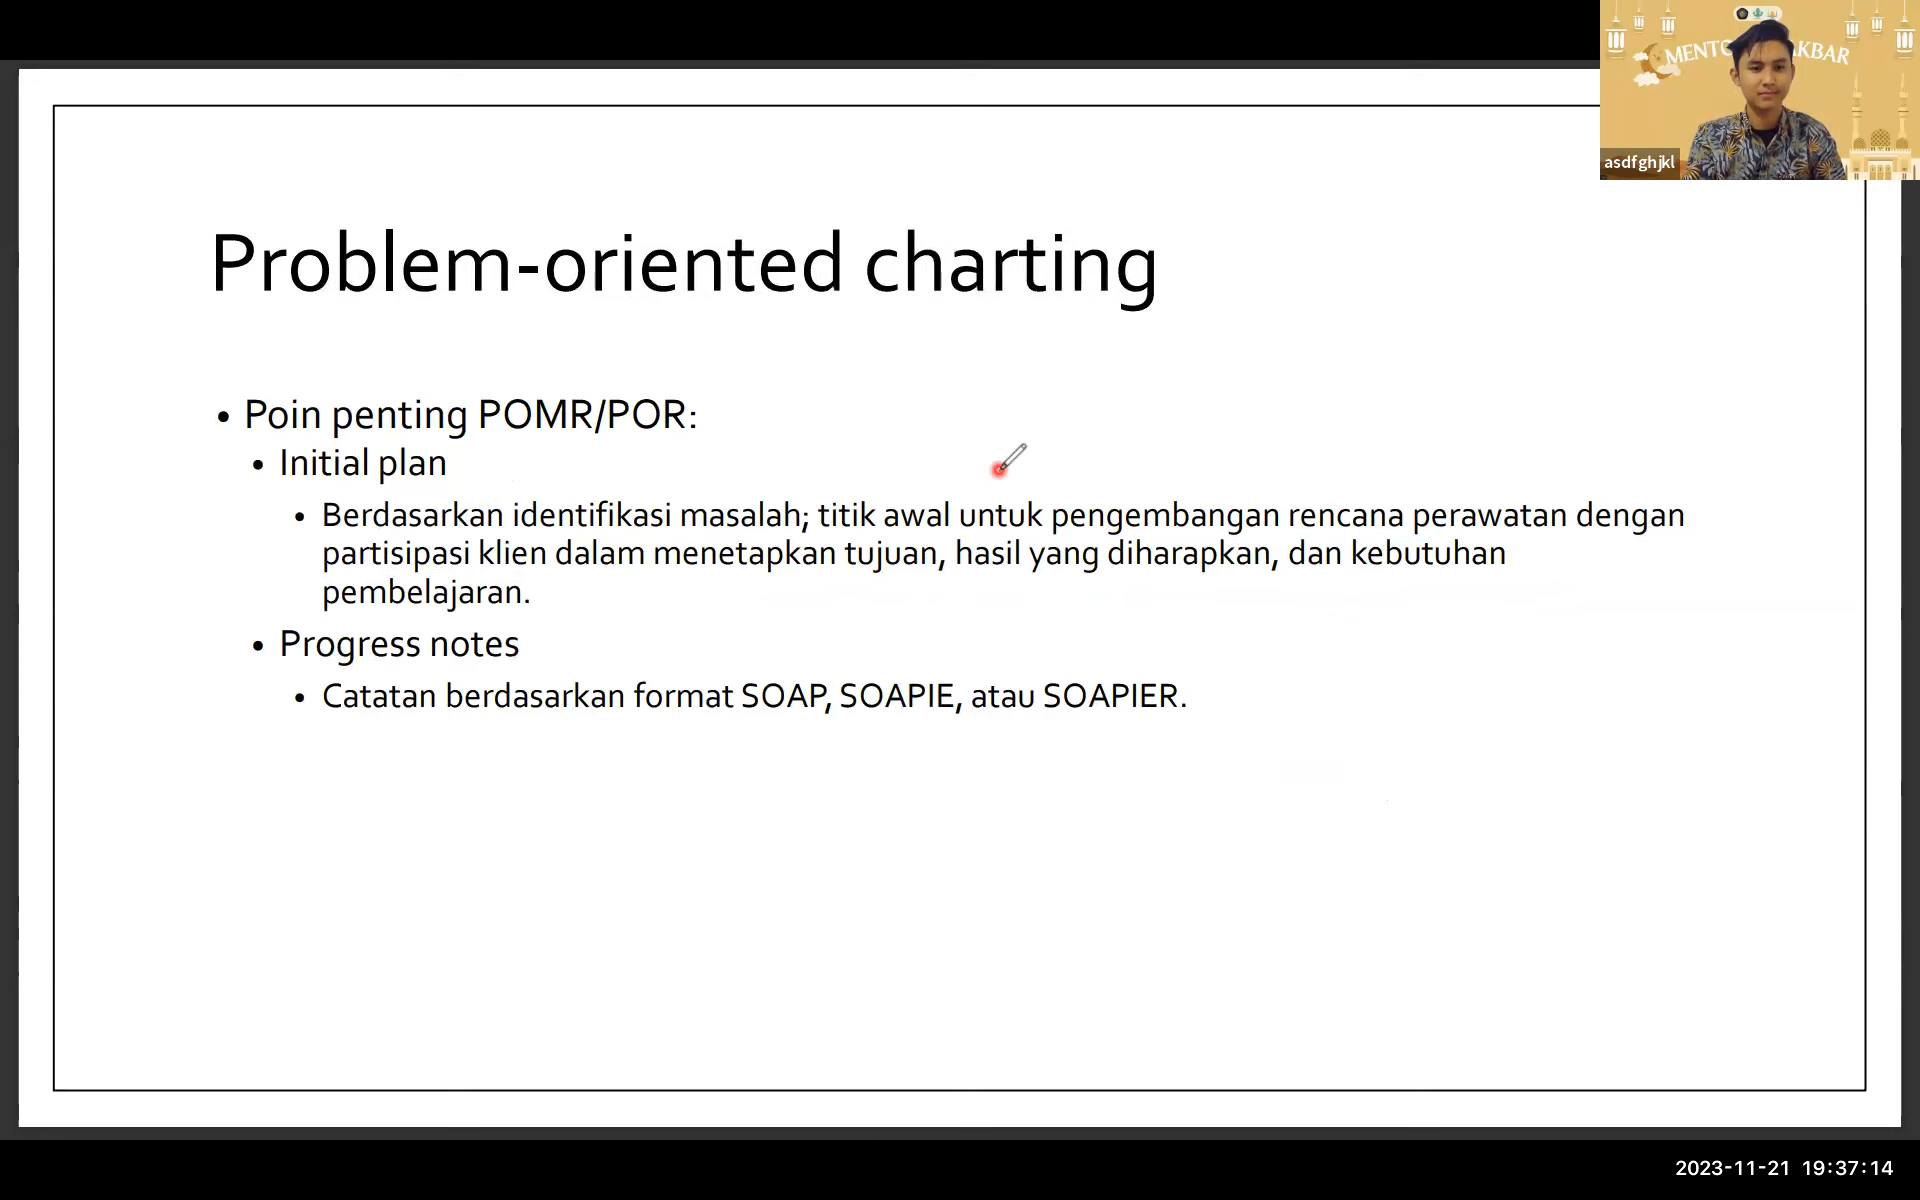 MENTO AKBAR
asdfghjkl
Problem-oriented charting
• Poin penting POMR/POR:
• Initial plan
• Berdasarkan identifikasi masalah; titik awal untuk pengembangan rencana perawatan dengan
partisipasi klien dalam menetapkan tujuan, hasil yang diharapkan, dan kebutuhan
pembelajaran.
• Progress notes
• Catatan berdasarkan format SOAP, SOAPIE, atau SOAPIER.
2023-11-21 19:37:14